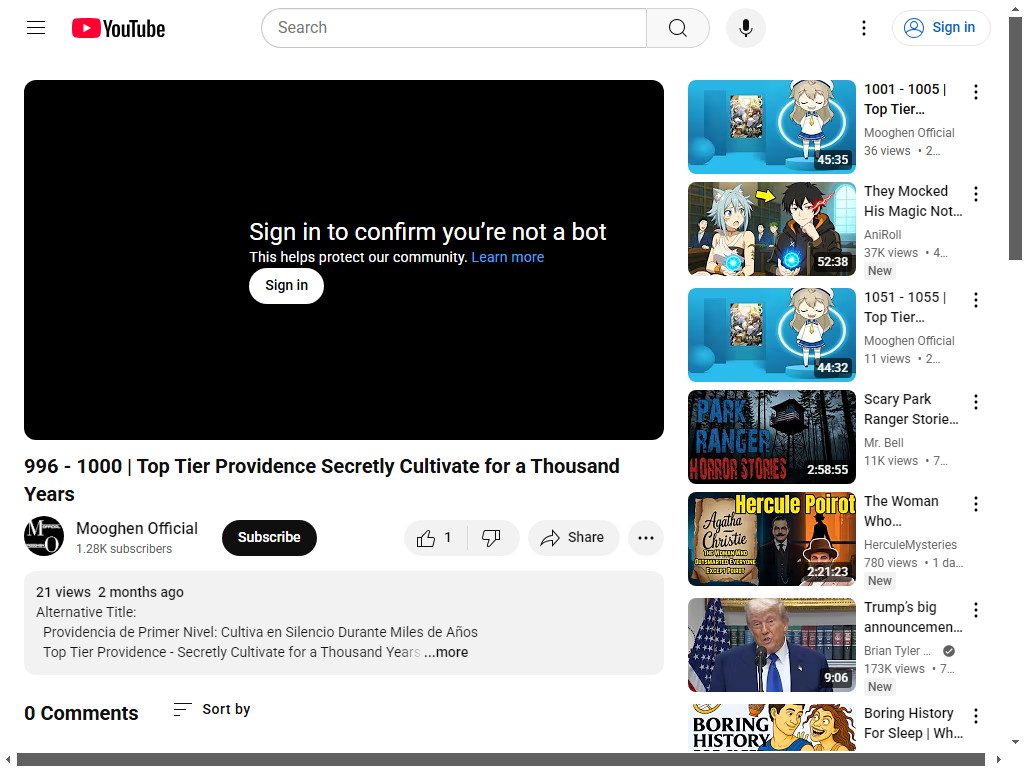 YouTube
Search
Sign in
Sign in to confirm you’re not a bot
This helps protect our community. Learn more
Sign in
996 - 1000 | Top Tier Providence Secretly Cultivate for a Thousand
Years
Mooghen Official
1.28K subscribers
Subscribe
1
Share
21 views 2 months ago
Alternative Title:
Providencia de Primer Nivel: Cultiva en Silencio Durante Miles de Años
Top Tier Providence - Secretly Cultivate for a Thousand Years ...more
0 Comments
Sort by
45:35
1001 - 1005 |
Top Tier…
Mooghen Official
36 views • 2…
52:38
They Mocked
His Magic Not…
AniRoll
37K views • 4…
New
44:32
1051 - 1055 |
Top Tier…
Mooghen Official
11 views • 2…
PARK
RANGER
HORROR STORIES
2:58:55
Scary Park
Ranger Storie…
Mr. Bell
11K views • 7…
Hercule Poirot
Agatha
Christie
THE WOMAN WHO
OUTSMARTED EVERYONE
EXCEPT POIROT
2:21:23
The Woman
Who…
HerculeMysteries
780 views • 1 da…
New
9:06
Trump’s big
announcemen…
Brian Tyler …
173K views • 7…
New
BORING
HISTORY
Boring History
For Sleep | Wh…